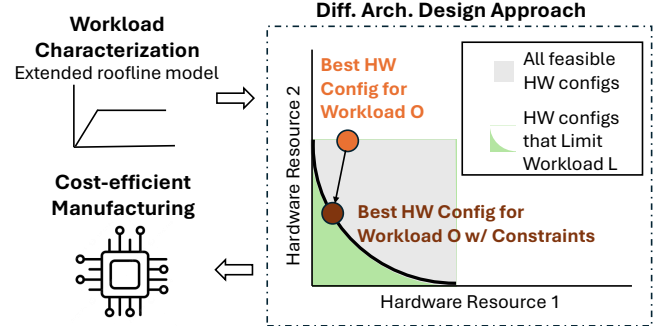 Workload
Characterization
Extended roofline model
Cost-efficient
Manufacturing
Diff. Arch. Design Approach
Best HW
Config for
Workload O
All feasible
HW configs
HW configs
that Limit
Workload L
Best HW Config for
Workload O w/ Constraints
Hardware Resource 2
Hardware Resource 1